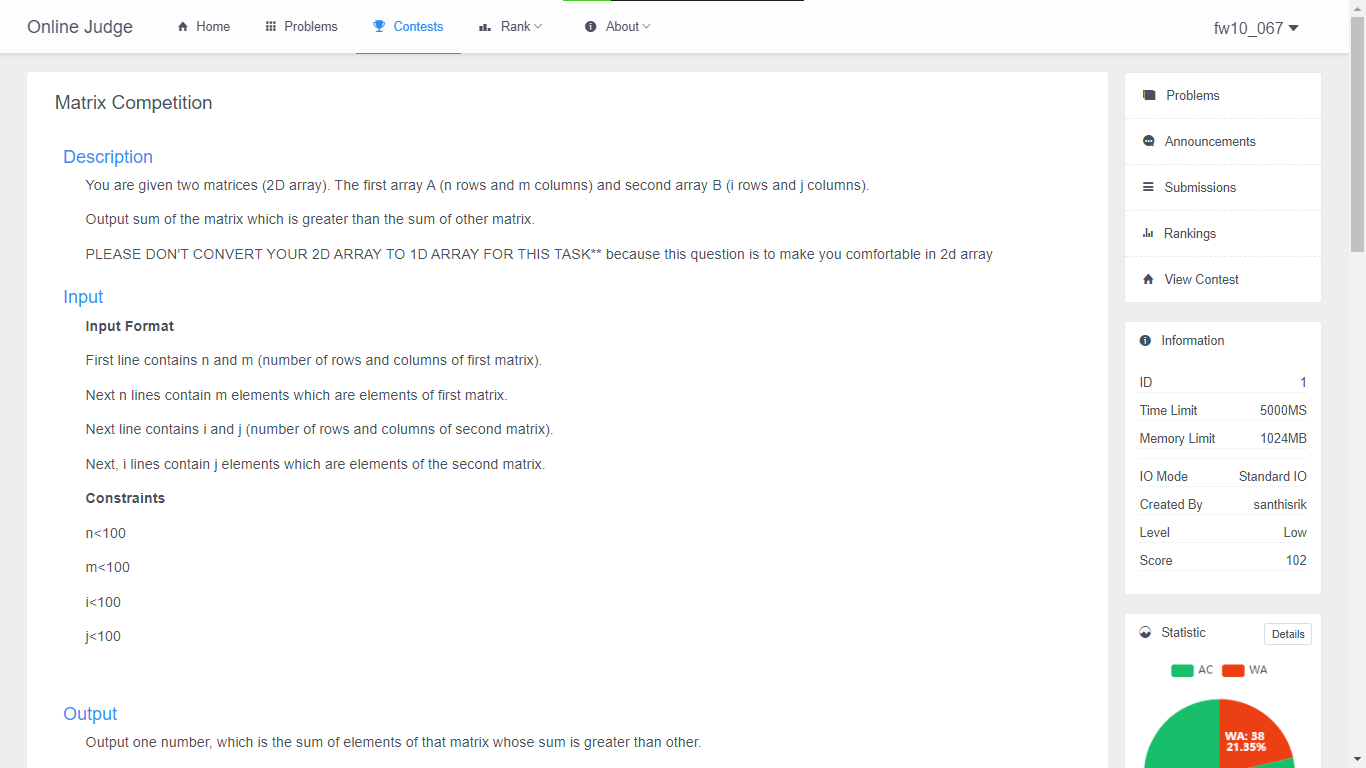 Online Judge
Home
Problems
Contests
Rank
About
fw10_067
Matrix Competition
Description
You are given two matrices (2D array). The first array A (n rows and m columns) and second array B (i rows and j columns).
Output sum of the matrix which is greater than the sum of other matrix.
PLEASE DON'T CONVERT YOUR 2D ARRAY TO 1D ARRAY FOR THIS TASK** because this question is to make you comfortable in 2d array
Input
Input Format
First line contains n and m (number of rows and columns of first matrix).
Next n lines contain m elements which are elements of first matrix.
Next line contains i and j (number of rows and columns of second matrix).
Next, i lines contain j elements which are elements of the second matrix.
Constraints
n<100
m<100
i<100
j<100
Output
Output one number, which is the sum of elements of that matrix whose sum is greater than other.
Problems
Announcements
Submissions
Rankings
View Contest
Information
ID 1
Time Limit 5000MS
Memory Limit 1024MB
IO Mode Standard IO
Created By santhisrik
Level Low
Score 102
Statistic Details
AC WA
WA: 38
21.35%